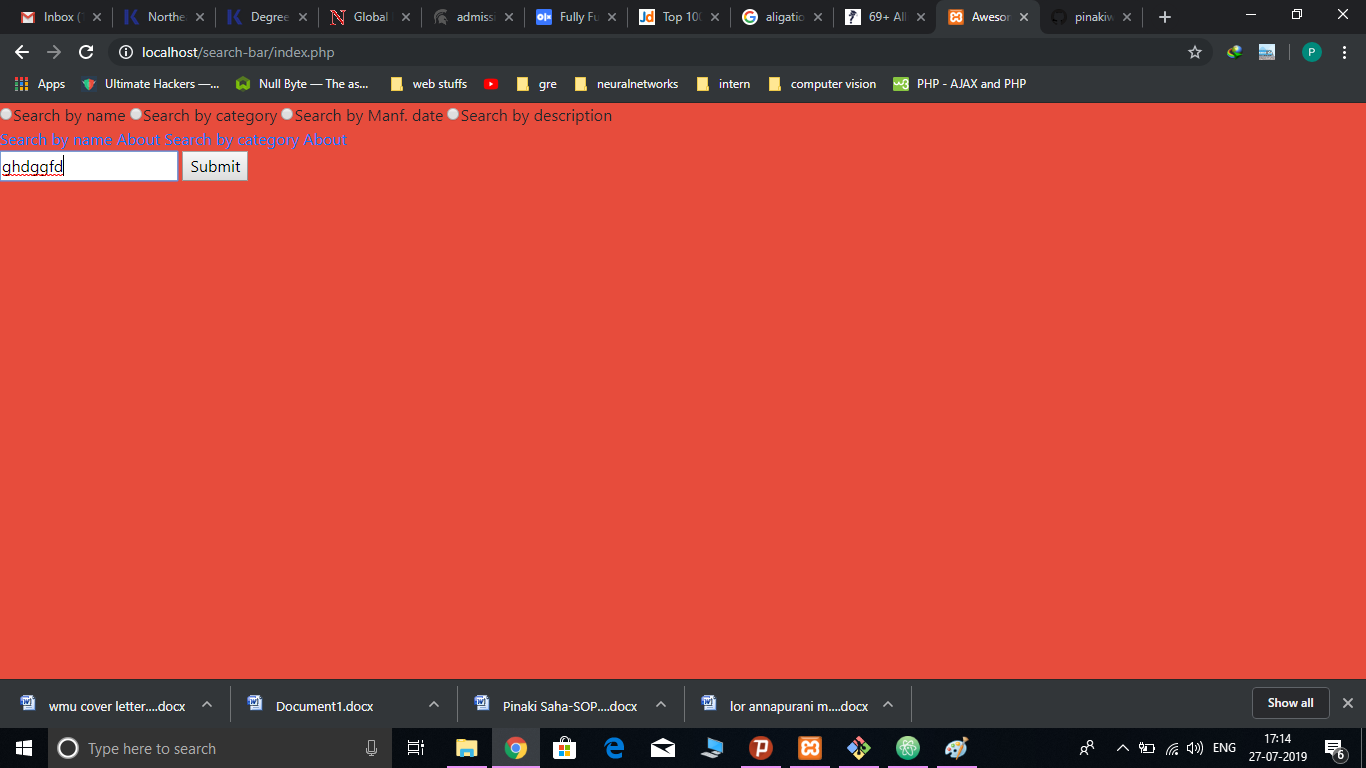 Inbox (
Northe
Degree
Global
admissi
Fully Fu
Top 100
aligatio
69+ All
Awesor
pinakiw
localhost/search-bar/index.php
P
Apps
Ultimate Hackers —...
Null Byte — The as...
web stuffs
gre
neuralnetworks
intern
computer vision
PHP - AJAX and PHP
Search by name Search by category Search by Manf. date Search by description
Search by name About Search by category About
ghdggfd Submit
wmu cover letter....docx
Document1.docx
Pinaki Saha-SOP....docx
lor annapurani m....docx
Show all
Type here to search
ENG
17:14
27-07-2019
6